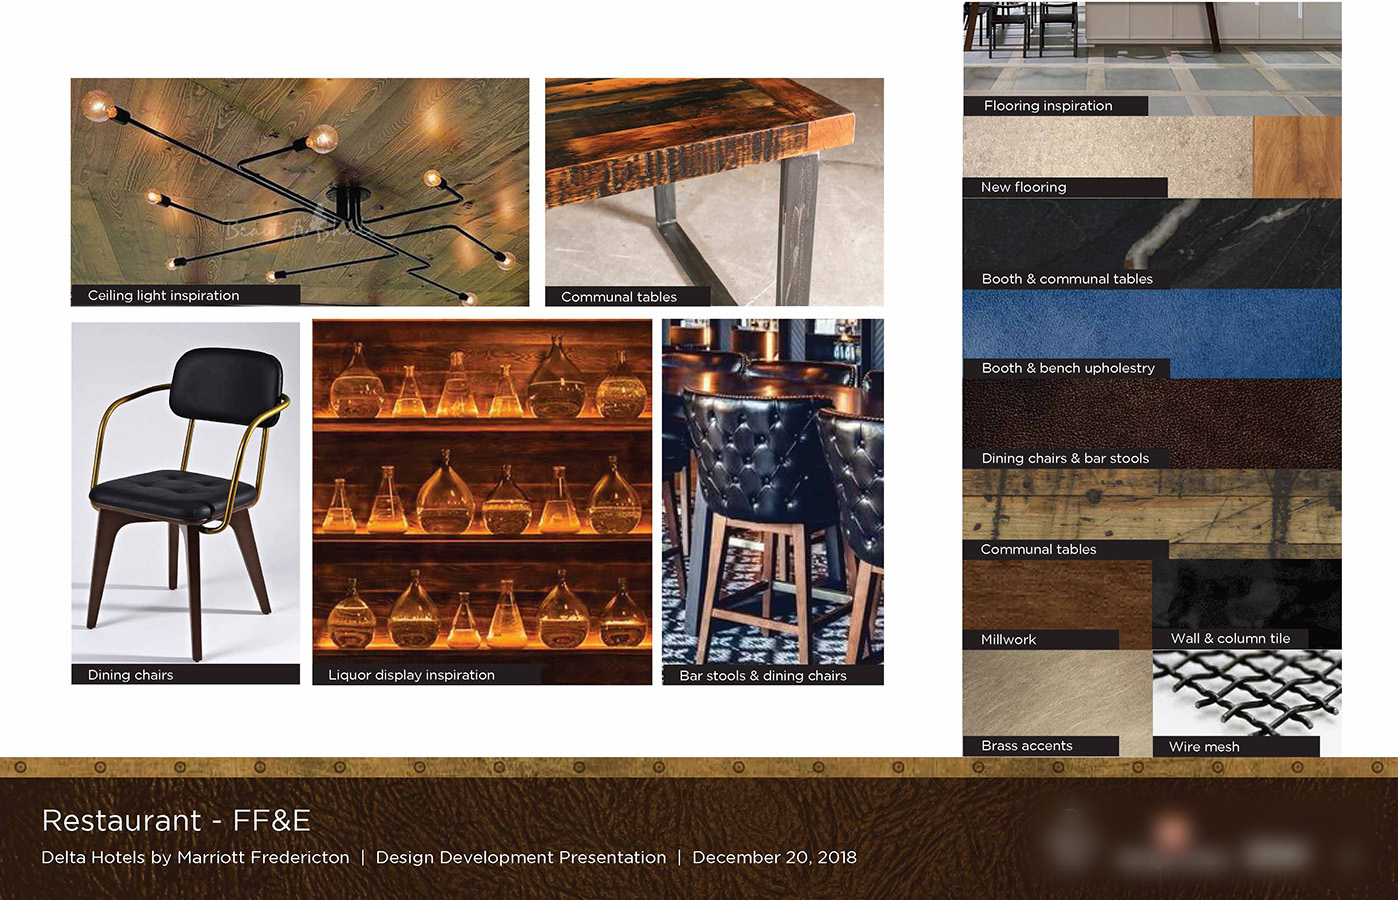 Flooring inspiration
New flooring
Ceiling light inspiration
Communal tables
Booth & communal tables
Booth & bench upholestry
Dining chairs & bar stools
Communal tables
Millwork
Wall & column tile
Dining chairs
Liquor display inspiration
Bar stools & dining chairs
Brass accents
Wire mesh
Restaurant - FF&E
Delta Hotels by Marriott Fredericton | Design Development Presentation | December 20, 2018